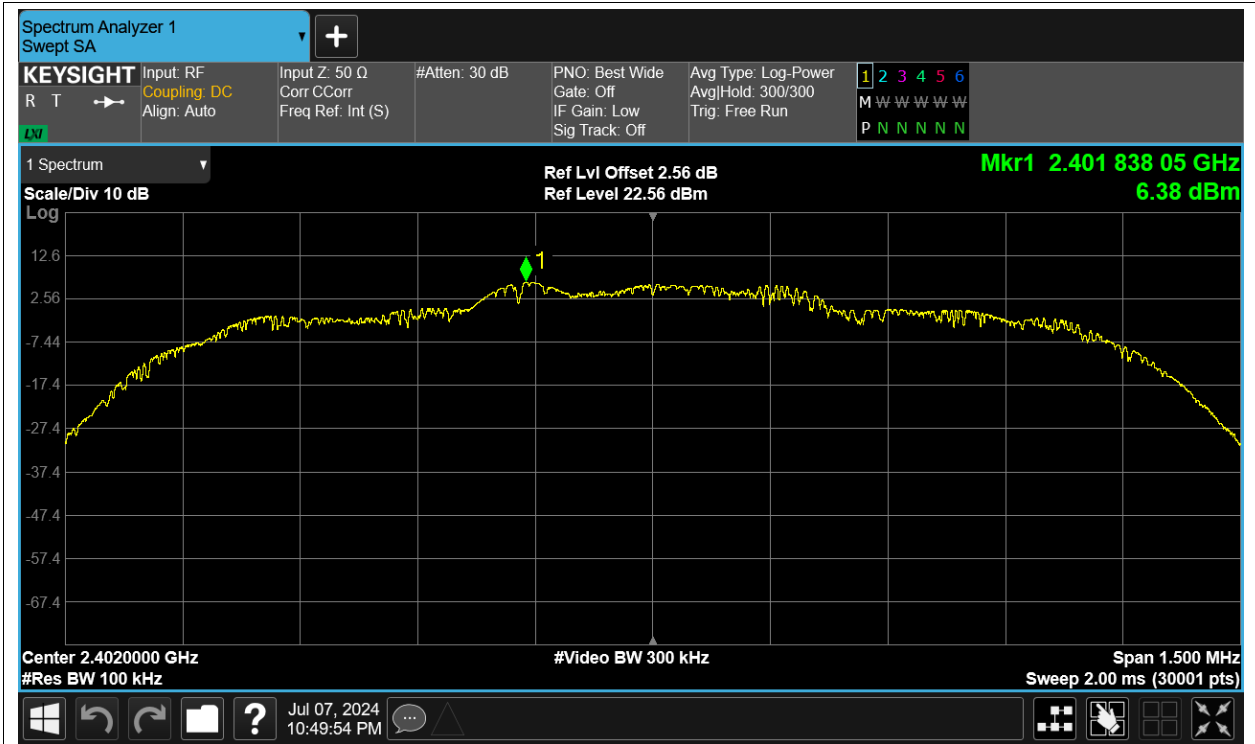 Spectrum Analyzer 1
Swept SA
KEYSIGHT
R T
LXI
Input: RF
Coupling: DC
Align: Auto
Input Z: 50 Ω
Corr CCorr
Freq Ref: Int (S)
#Atten: 30 dB
PNO: Best Wide
Gate: Off
IF Gain: Low
Sig Track: Off
Avg Type: Log-Power
Avg|Hold: 300/300
Trig: Free Run
1 2 3 4 5 6
M W W W W W
P N N N N N
1 Spectrum
Scale/Div 10 dB
Log
Ref Lvl Offset 2.56 dB
Ref Level 22.56 dBm
Mkr1 2.401 838 05 GHz
6.38 dBm
12.6
2.56
-7.44
-17.4
-27.4
-37.4
-47.4
-57.4
-67.4
1
Center 2.4020000 GHz
#Res BW 100 kHz
#Video BW 300 kHz
Span 1.500 MHz
Sweep 2.00 ms (30001 pts)
?
Jul 07, 2024
10:49:54 PM